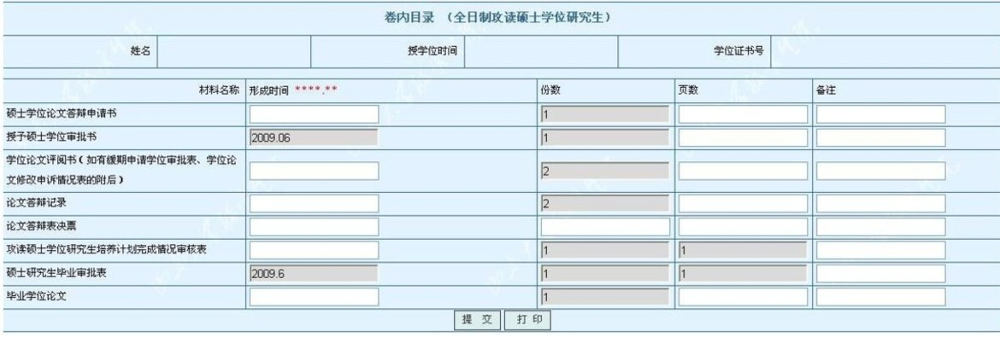 卷内目录 （全日制攻读硕士学位研究生）
姓名 授学位时间 学位证书号
材料名称 形成时间 ****.** 份数 页数 备注
硕士学位论文答辩申请书 1
授予硕士学位审批书 2009.06 1
学位论文评阅书（如有缓期申请学位审批表、学位论
文修改申诉情况表的附后） 2
论文答辩记录 2
论文答辩表决票
攻读硕士学位研究生培养计划完成情况审核表 1 1
硕士研究生毕业审批表 2009.6 1 1
毕业学位论文 1
提 交 打 印